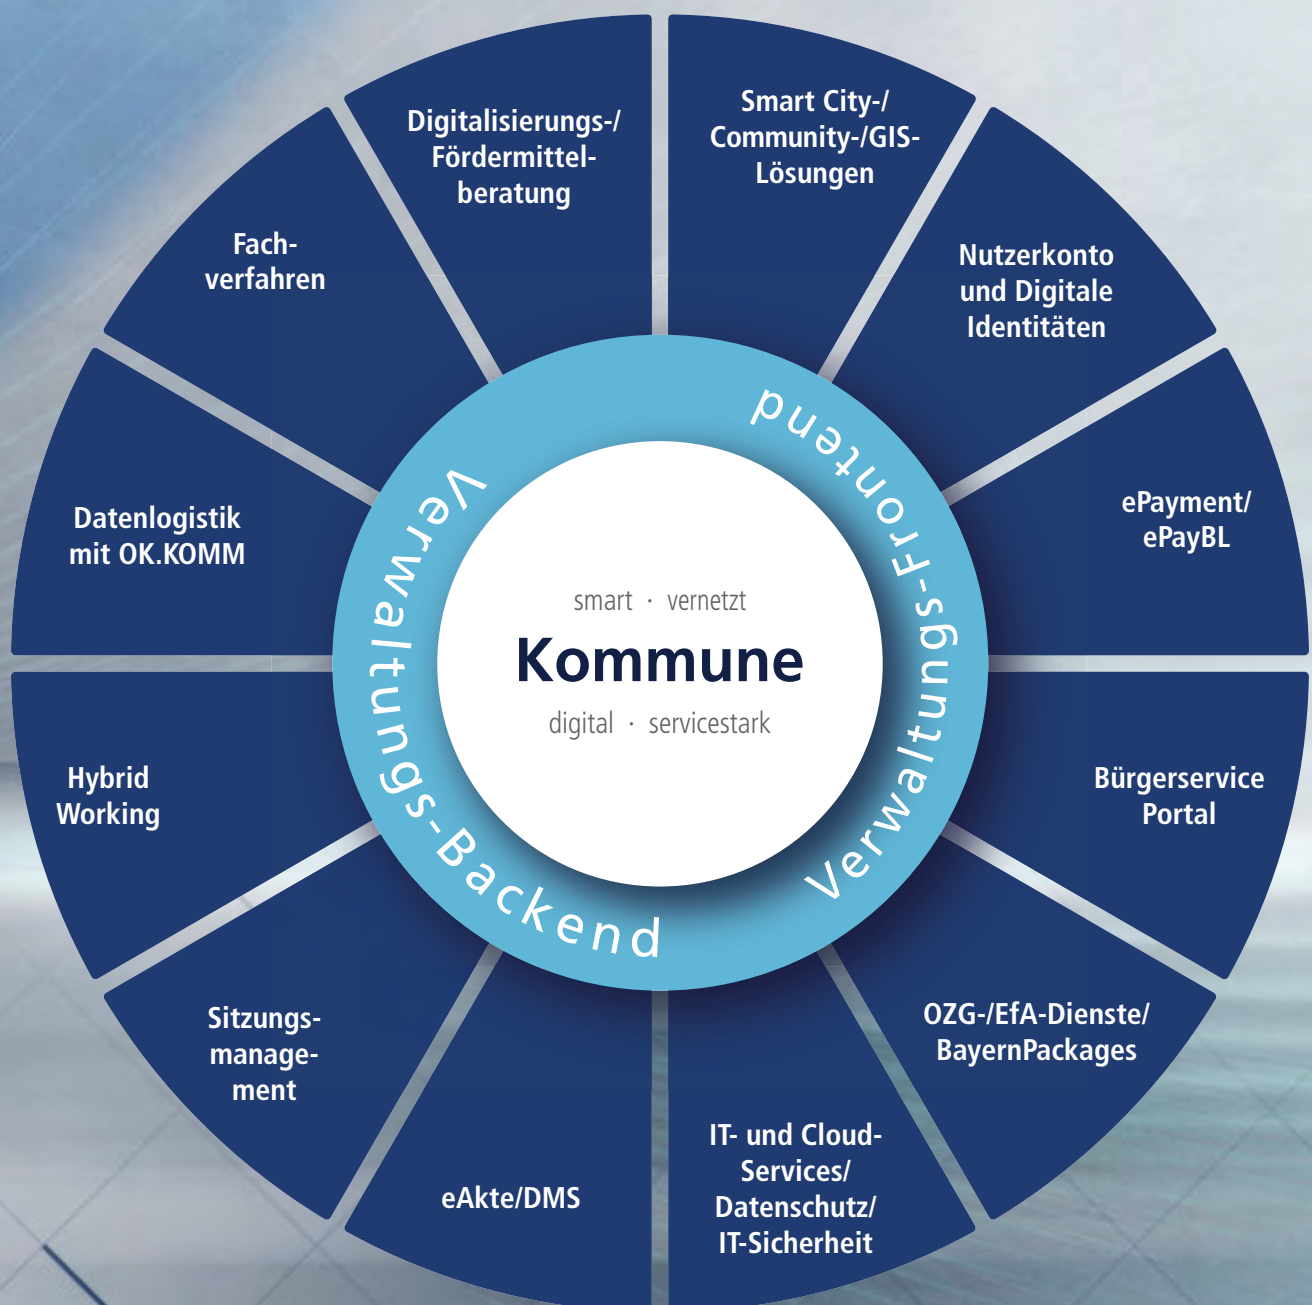 Smart City-/
Community-/GIS-
Lösungen
Nutzerkonto
und Digitale
Identitäten
ePayment/
ePayBL
Bürgerservice
Portal
OZG-/EfA-Dienste/
BayernPackages
IT- und Cloud-
Services/
Datenschutz/
IT-Sicherheit
eAkte/DMS
Sitzungs-
manage-
ment
Hybrid
Working
Datenlogistik
mit OK.KOMM
Fach-
verfahren
Digitalisierungs-/
Fördermittel-
beratung
Verwaltungs-Frontend
Verwaltungs-Backend
smart · vernetzt
Kommune
digital · servicestark